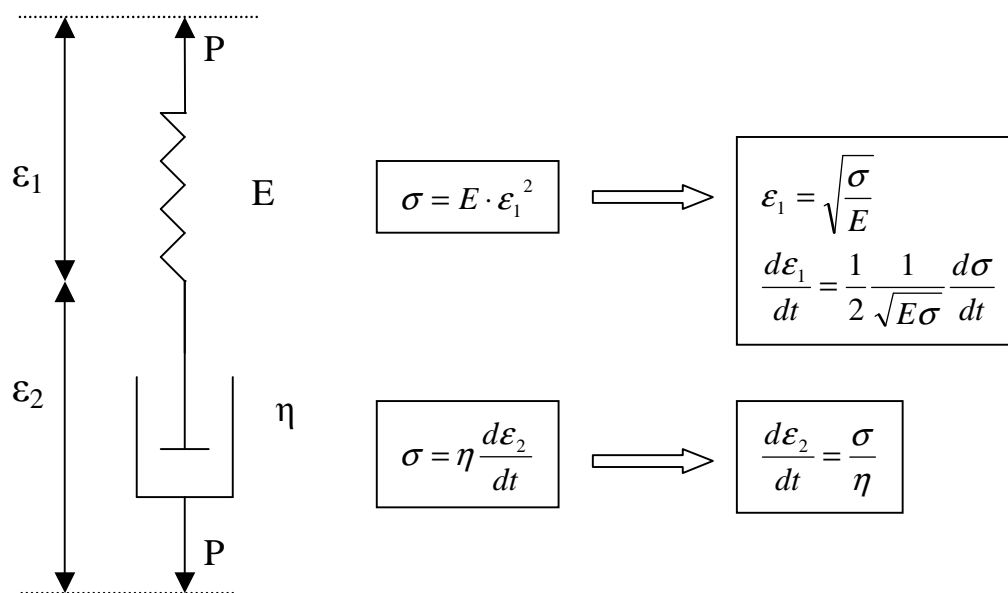 P
ε₁
E
σ = E · ε₁²
ε₁ = √(σ/E)
dε₁/dt = 1/2 1/√(Eσ) dσ/dt
ε₂
η
σ = η dε₂/dt
dε₂/dt = σ/η
P